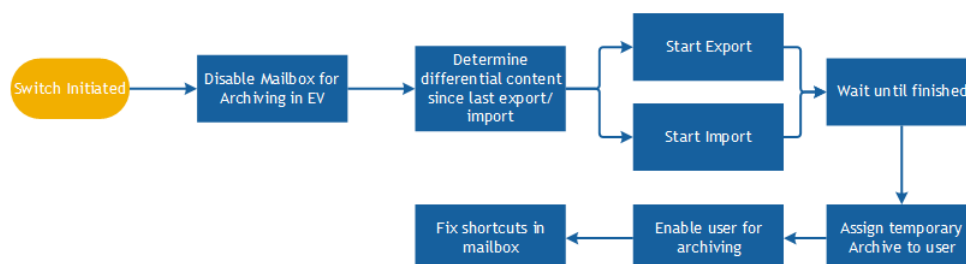 Switch Initiated
Disable Mailbox for
Archiving in EV
Determine
differential content
since last export/
import
Start Export
Start Import
Wait until finished
Assign temporary
Archive to user
Enable user for
archiving
Fix shortcuts in
mailbox